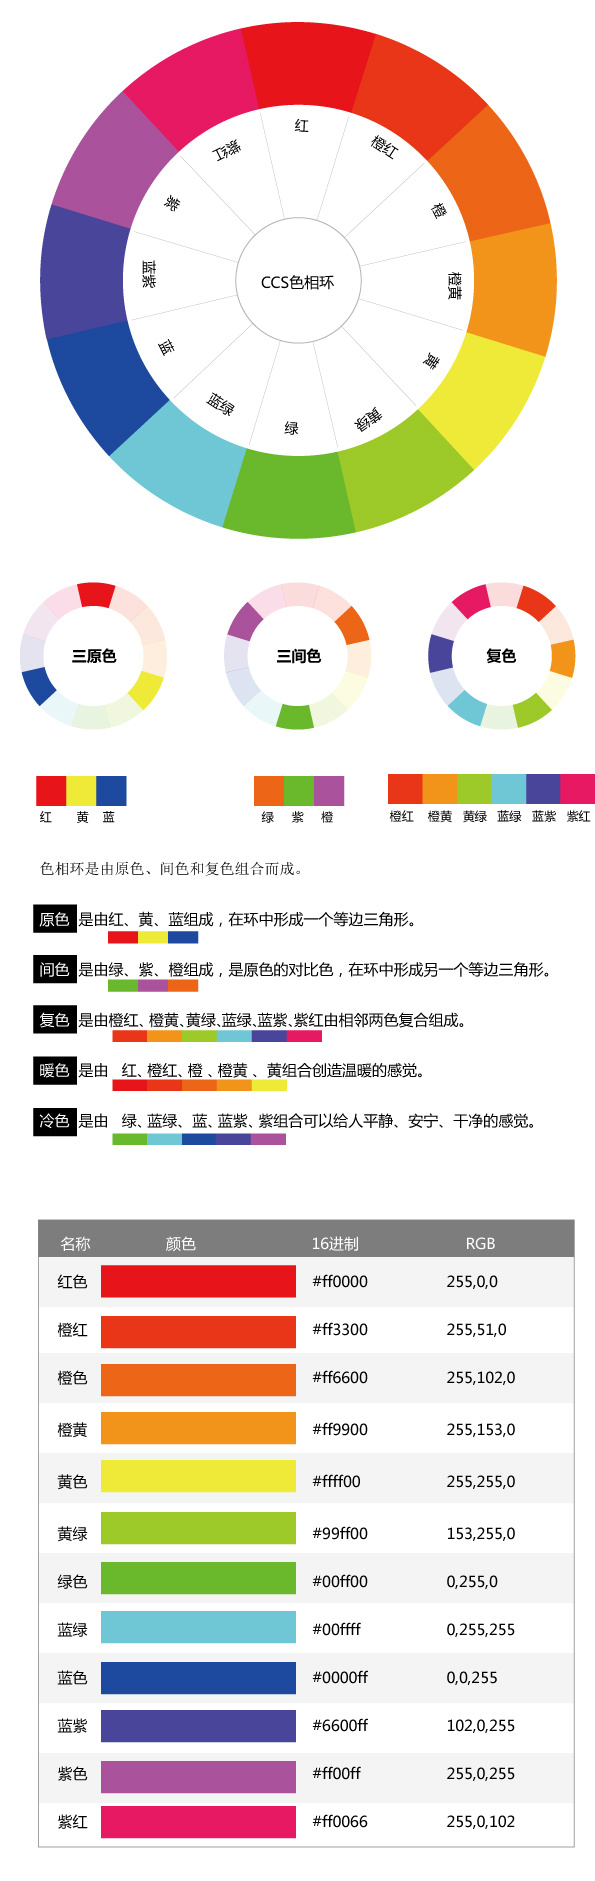 红
橙红
橙
橙黄
黄
黄绿
绿
蓝绿
蓝
蓝紫
紫
紫红
CCS色相环
三原色
三间色
复色
红 黄 蓝
绿 紫 橙
橙红 橙黄 黄绿 蓝绿 蓝紫 紫红
色相环是由原色、间色和复色组合而成。
原色 是由红、黄、蓝组成，在环中形成一个等边三角形。
间色 是由绿、紫、橙组成，是原色的对比色，在环中形成另一个等边三角形。
复色 是由橙红、橙黄、黄绿、蓝绿、蓝紫、紫红由相邻两色复合组成。
暖色 是由 红、橙红、橙、橙黄、黄组合创造温暖的感觉。
冷色 是由 绿、蓝绿、蓝、蓝紫、紫组合可以给人平静、安宁、干净的感觉。
名称 颜色 16进制 RGB
红色 #ff0000 255,0,0
橙红 #ff3300 255,51,0
橙色 #ff6600 255,102,0
橙黄 #ff9900 255,153,0
黄色 #ffff00 255,255,0
黄绿 #99ff00 153,255,0
绿色 #00ff00 0,255,0
蓝绿 #00ffff 0,255,255
蓝色 #0000ff 0,0,255
蓝紫 #6600ff 102,0,255
紫色 #ff00ff 255,0,255
紫红 #ff0066 255,0,102